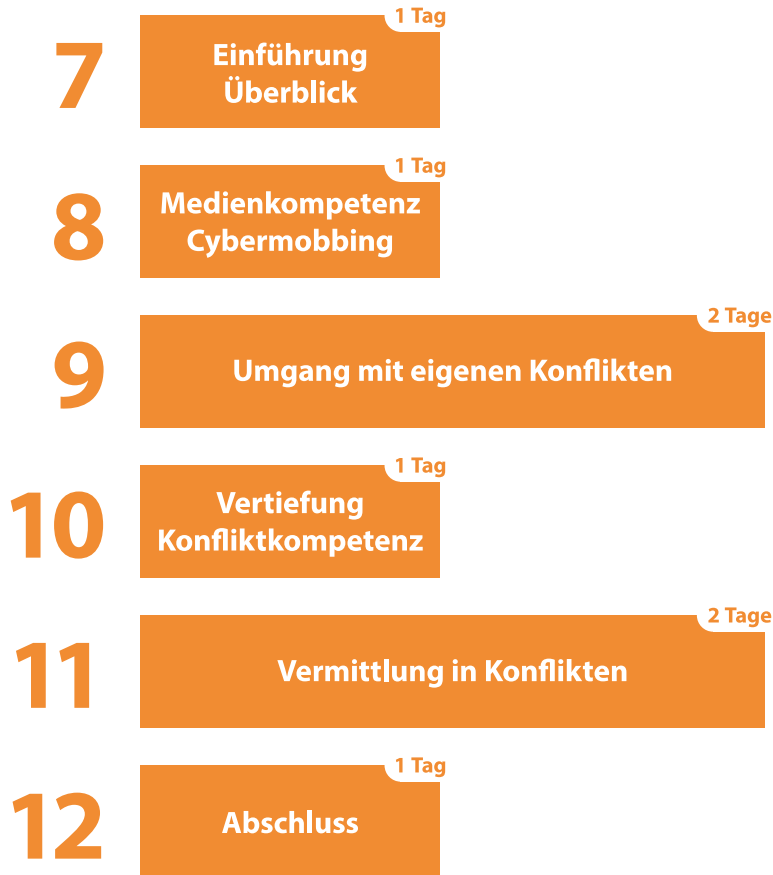 1 Tag
7
Einführung
Überblick
1 Tag
8
Medienkompetenz
Cybermobbing
2 Tage
9
Umgang mit eigenen Konflikten
1 Tag
10
Vertiefung
Konfliktkompetenz
2 Tage
11
Vermittlung in Konflikten
1 Tag
12
Abschluss